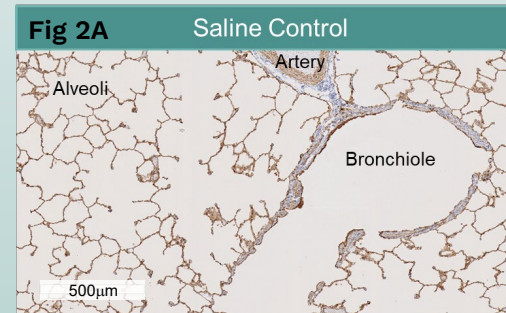 Fig 2A
Saline Control
Artery
Alveoli
Bronchiole
500μm